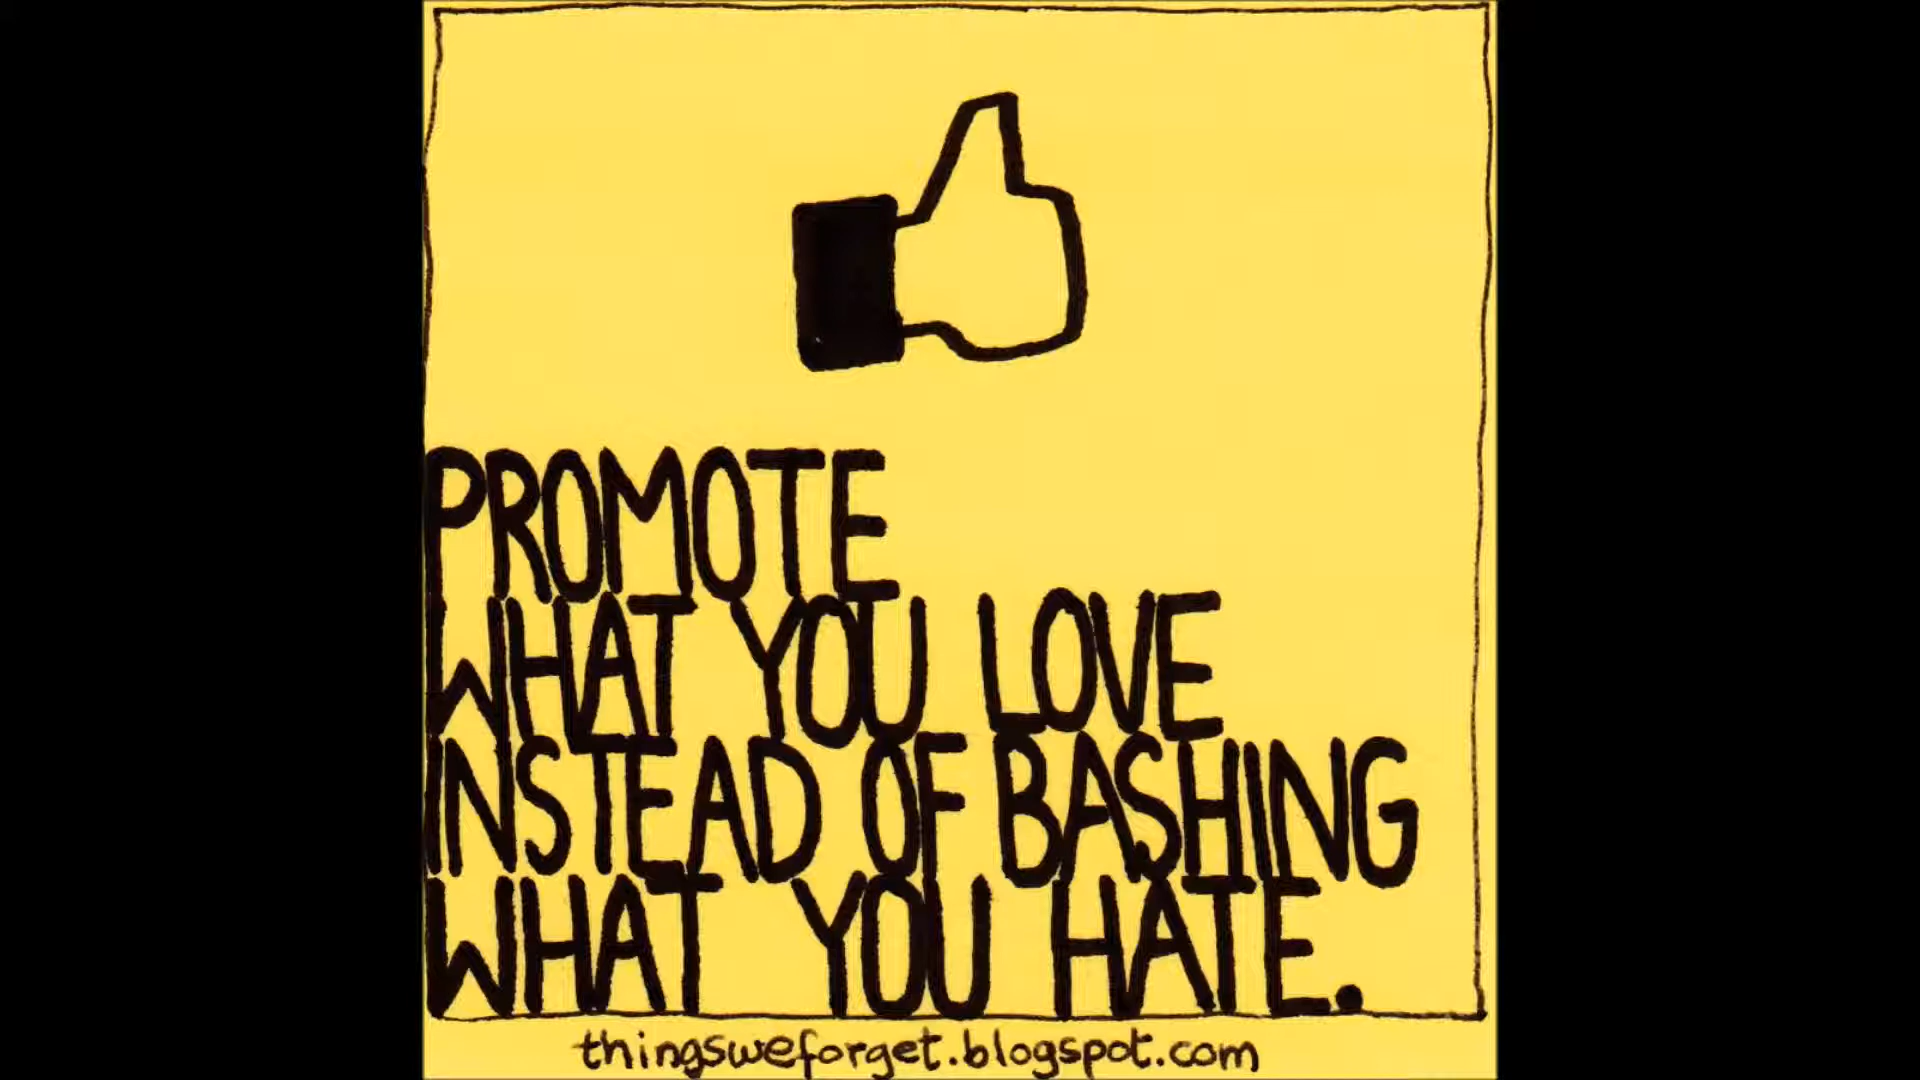 PROMOTE
WHAT YOU LOVE
INSTEAD OF BASHING
WHAT YOU HATE.
thingsweforget.blogspot.com